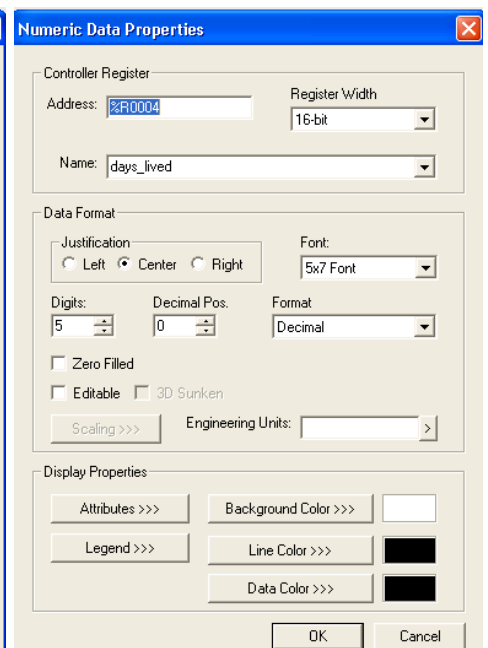 Numeric Data Properties
Controller Register
Address: %R0004
Register Width
16-bit
Name: days_lived
Data Format
Justification
Left Center Right
Font:
5x7 Font
Digits: Decimal Pos. Format
5 0 Decimal
Zero Filled
Editable 3D Sunken
Scaling >>> Engineering Units: >
Display Properties
Attributes >>> Background Color >>>
Legend >>> Line Color >>>
Data Color >>>
OK Cancel